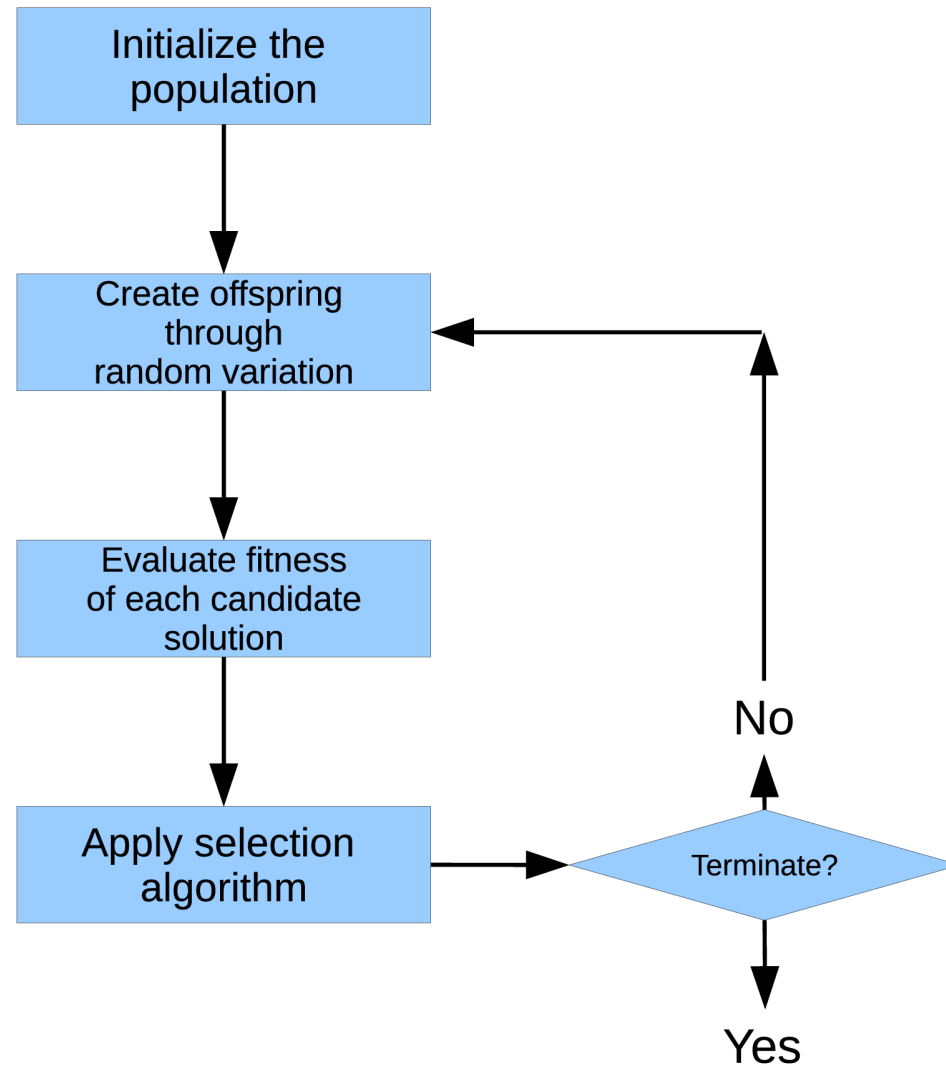 Initialize the
population
Create offspring
through
random variation
Evaluate fitness
of each candidate
solution
Apply selection
algorithm
Terminate?
No
Yes